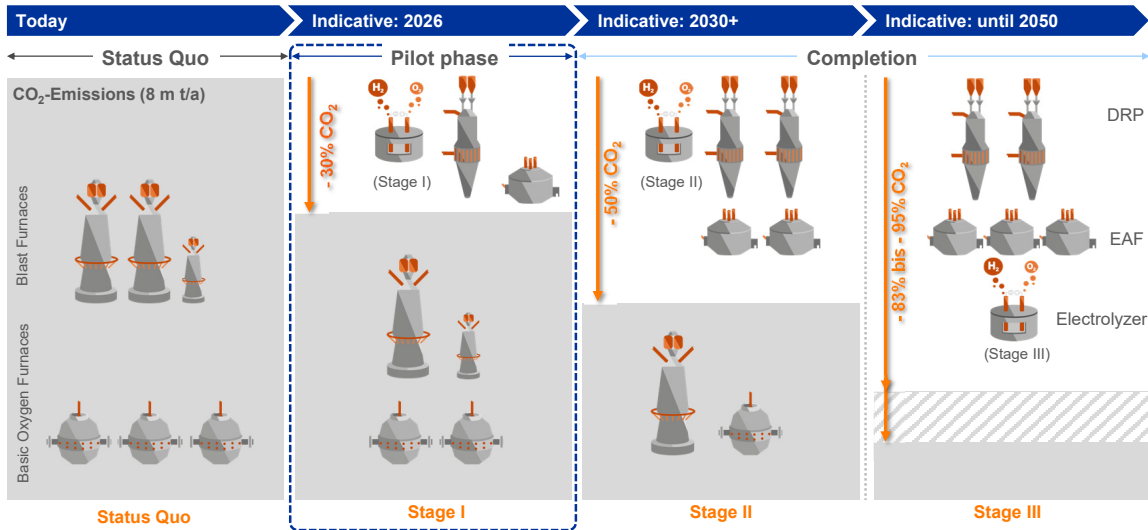 Today
Indicative: 2026
Indicative: 2030+
Indicative: until 2050
Status Quo
Pilot phase
Completion
CO₂-Emissions (8 m t/a)
Blast Furnaces
Basic Oxygen Furnaces
- 30% CO₂
H₂
O₂
(Stage I)
- 50% CO₂
H₂
O₂
(Stage II)
- 83% bis - 95% CO₂
DRP
EAF
H₂
O₂
Electrolyzer
(Stage III)
Status Quo
Stage I
Stage II
Stage III